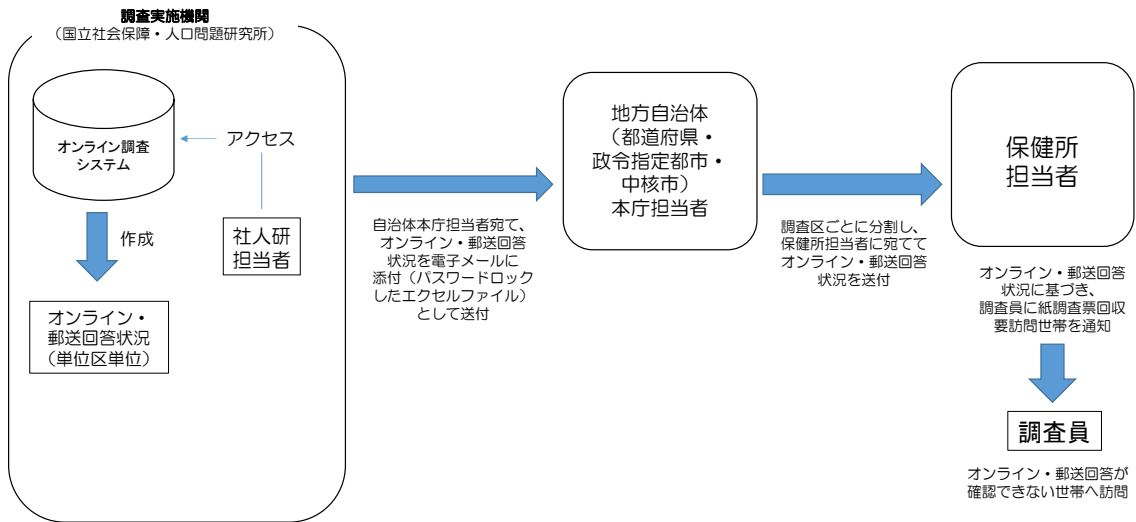 調査実施機関
（国立社会保障・人口問題研究所）
オンライン調査
システム
アクセス
作成
社人研
担当者
オンライン・
郵送回答状況
（単位区単位）
自治体本庁担当者宛て、
オンライン・郵送回答
状況を電子メールに
添付（パスワードロック
したエクセルファイル）
として送付
地方自治体
（都道府県・
政令指定都市・
中核市）
本庁担当者
調査区ごとに分割し、
保健所担当者に宛てて
オンライン・郵送回答
状況を送付
保健所
担当者
オンライン・郵送回答
状況に基づき、
調査員に紙調査票回収
要訪問世帯を通知
調査員
オンライン・郵送回答が
確認できない世帯へ訪問